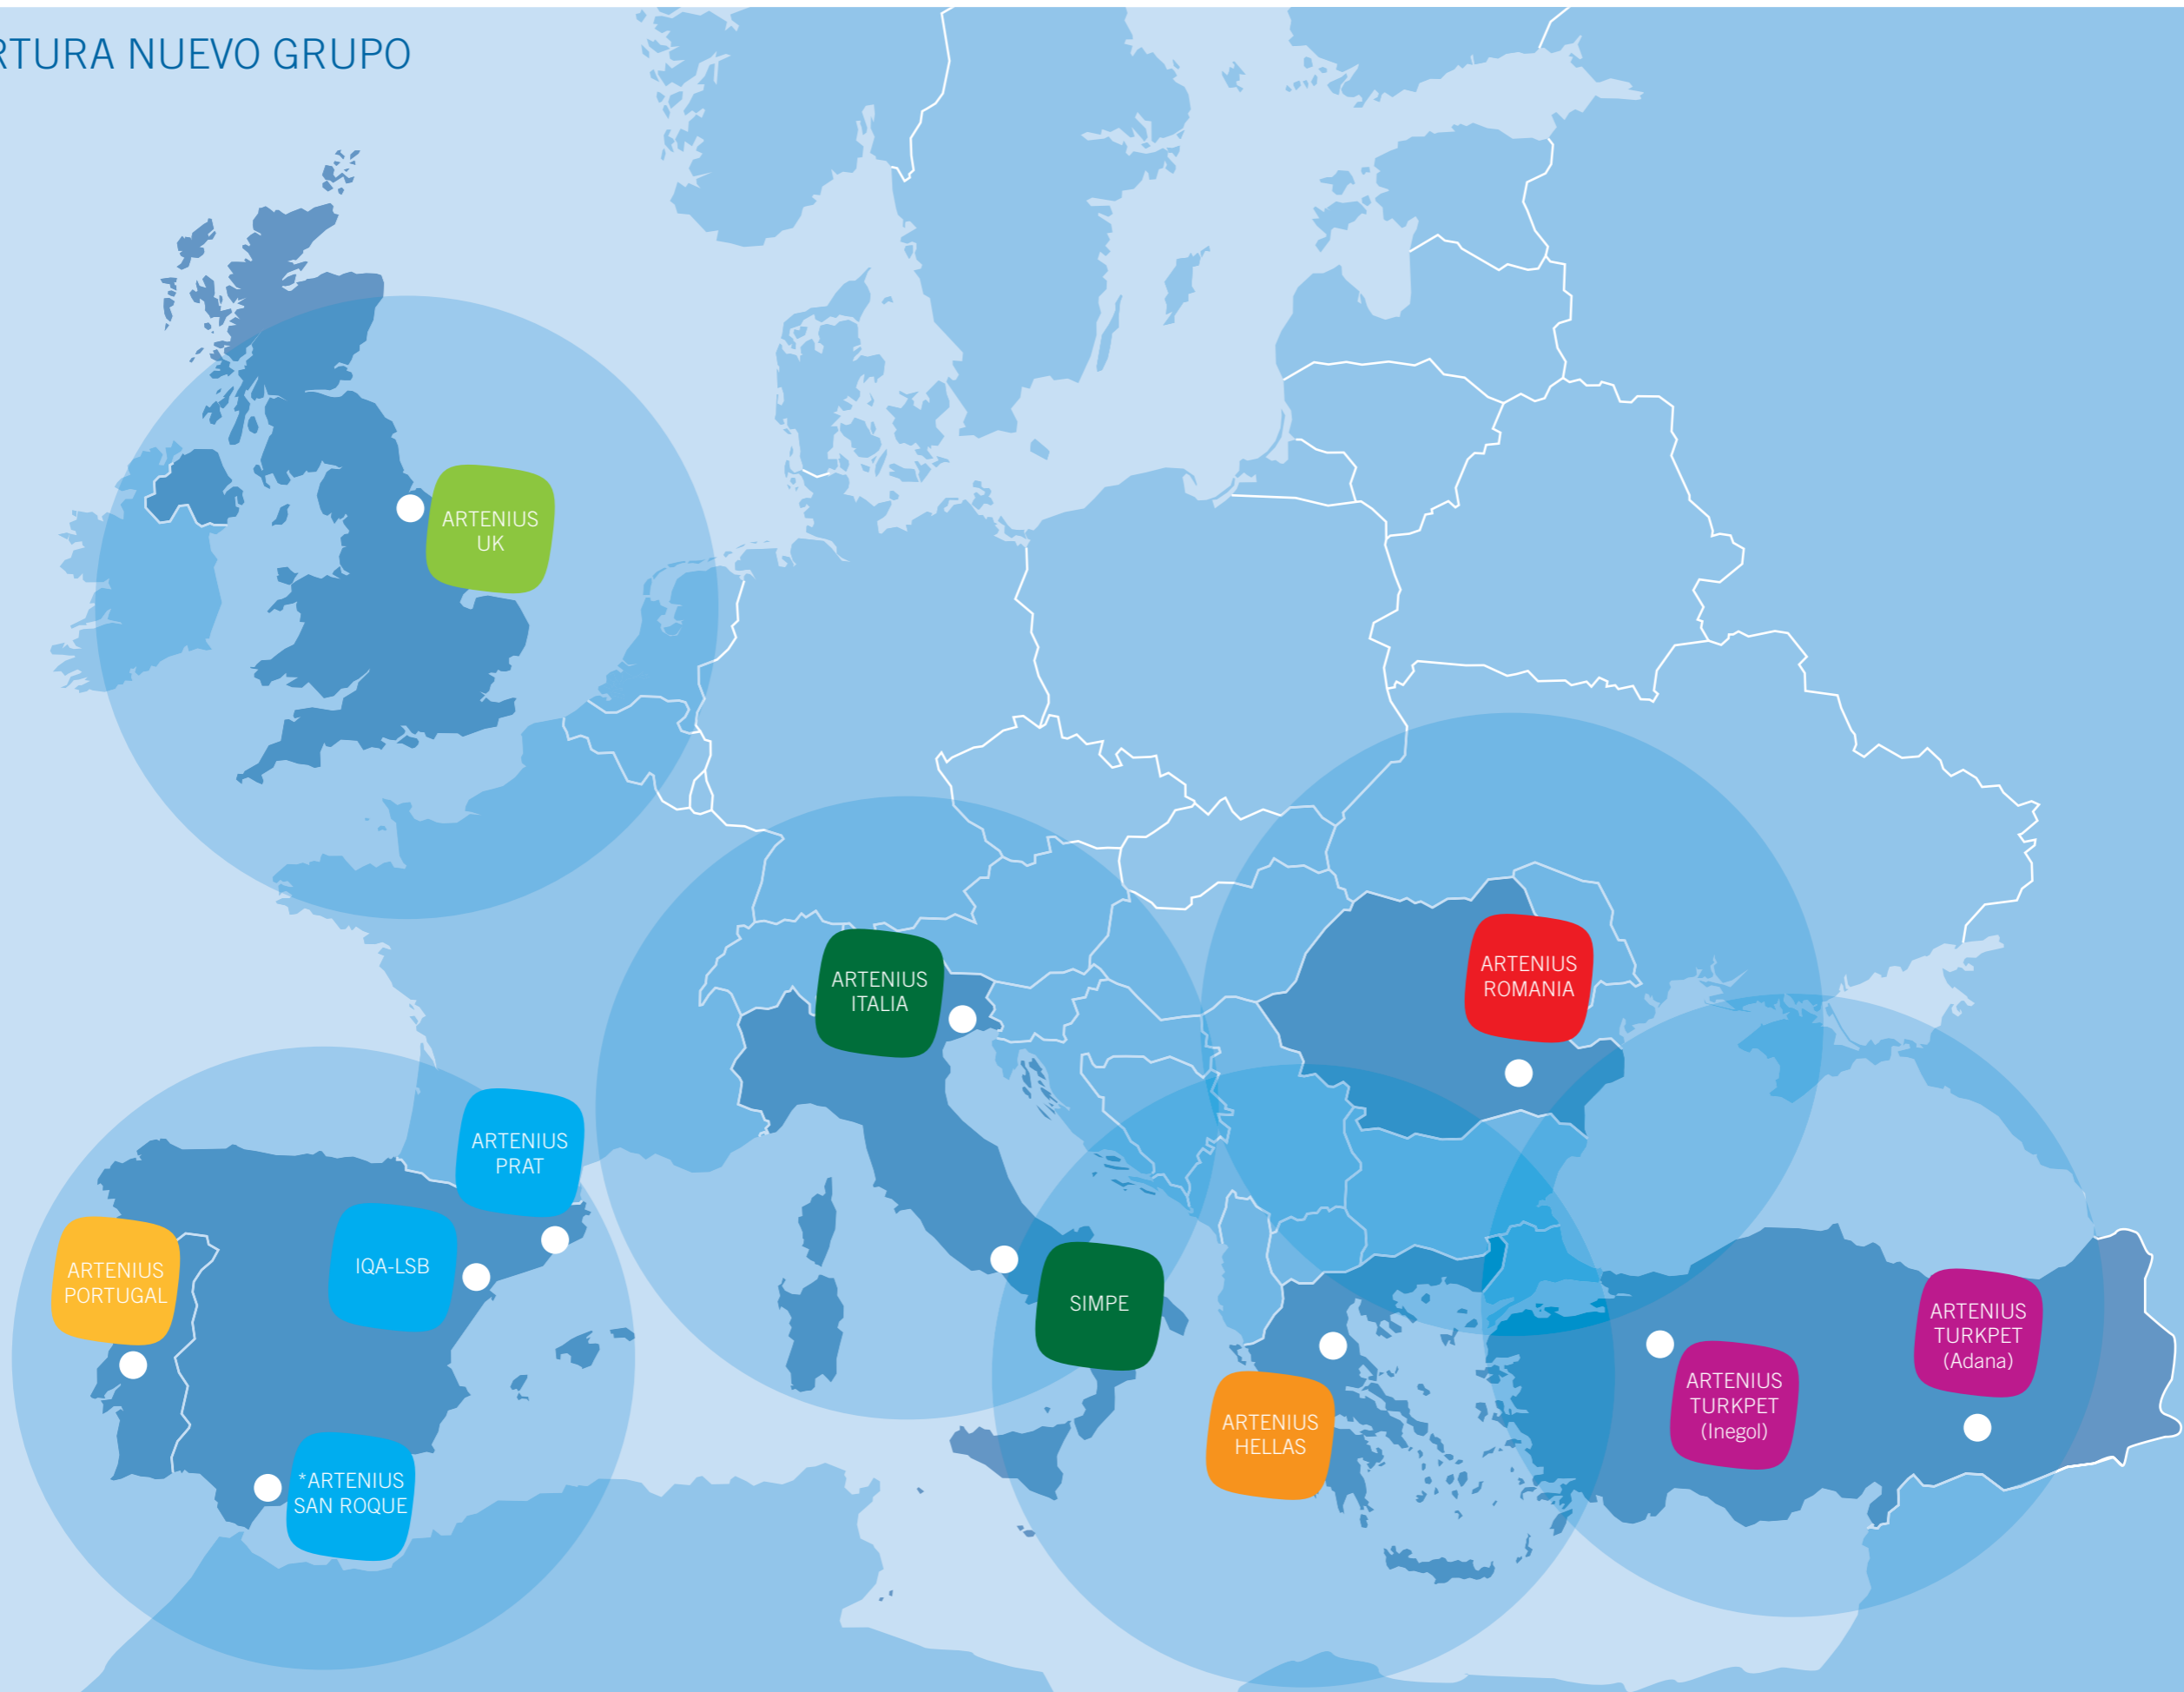 RTURA NUEVO GRUPO
ARTENIUS
UK
ARTENIUS
ITALIA
ARTENIUS
ROMANIA
ARTENIUS
PRAT
IQA-LSB
ARTENIUS
PORTUGAL
SIMPE
ARTENIUS
TURKPET
(Adana)
ARTENIUS
TURKPET
(Inegol)
ARTENIUS
HELLAS
*ARTENIUS
SAN ROQUE